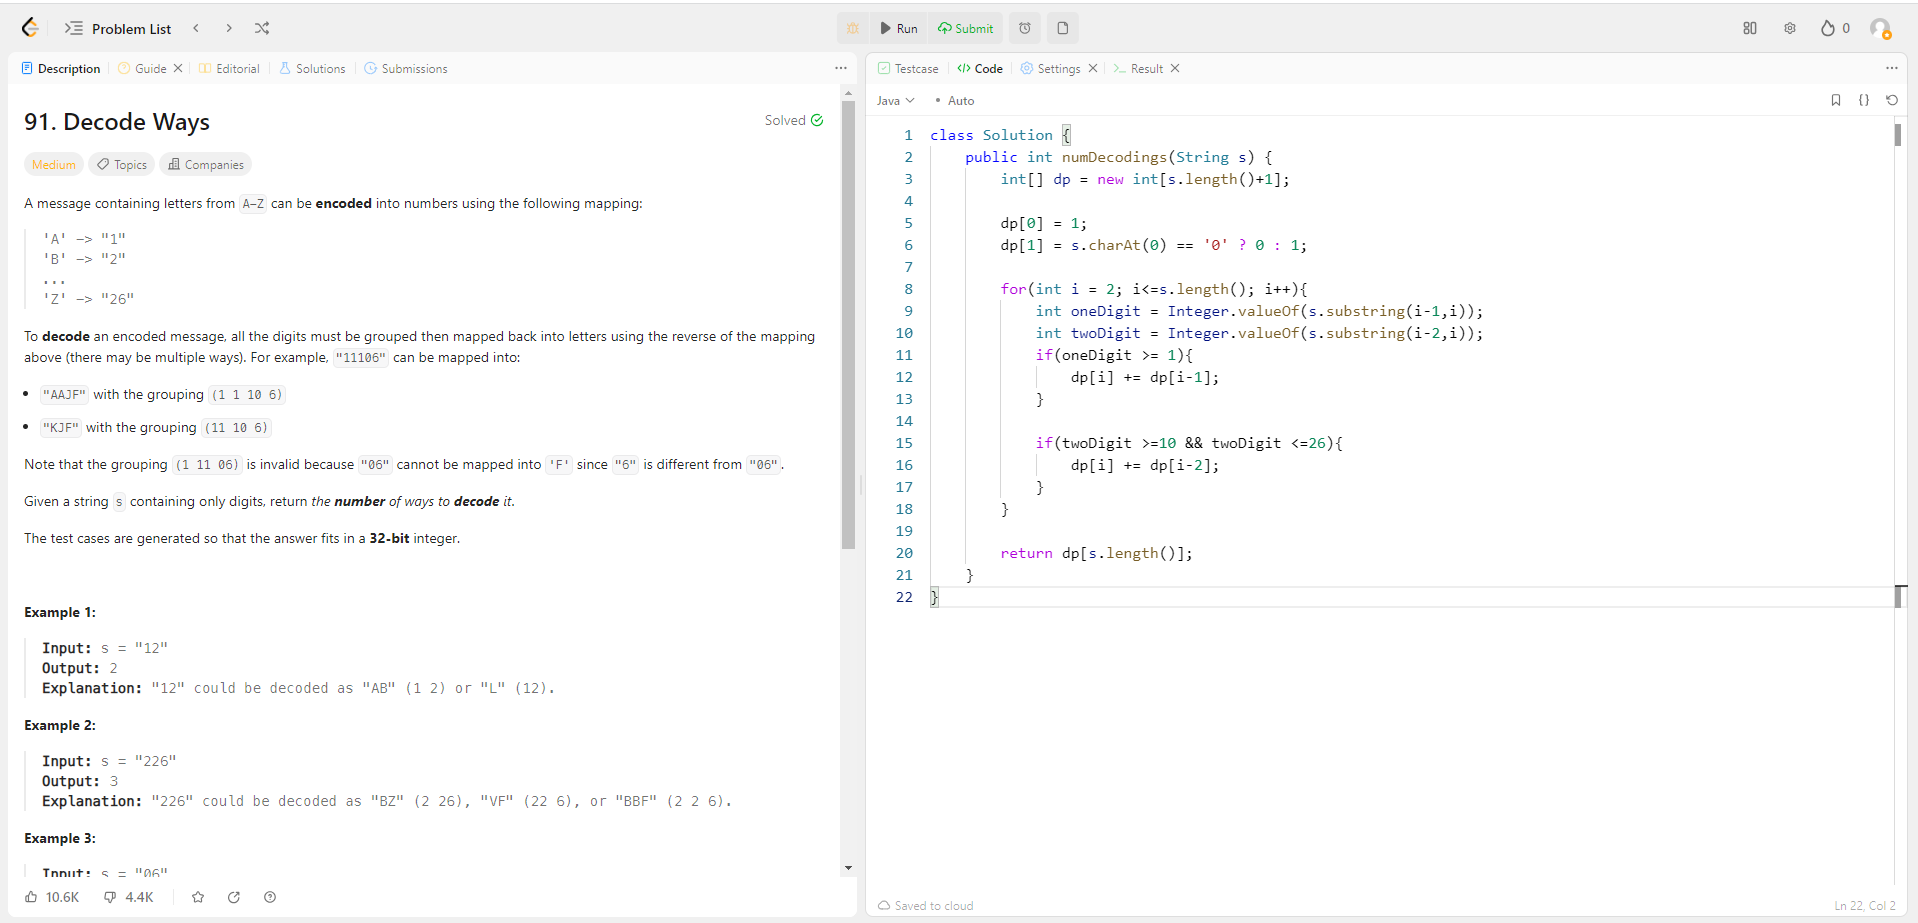 Problem List
Run
Submit
0
Description
Guide
Editorial
Solutions
Submissions
91. Decode Ways
Solved
Medium
Topics
Companies
A message containing letters from A-Z can be encoded into numbers using the following mapping:
'A' -> "1"
'B' -> "2"
...
'Z' -> "26"
To decode an encoded message, all the digits must be grouped then mapped back into letters using the reverse of the mapping
above (there may be multiple ways). For example, "11106" can be mapped into:
• "AAJF" with the grouping (1 1 10 6)
• "KJF" with the grouping (11 10 6)
Note that the grouping (1 11 06) is invalid because "06" cannot be mapped into 'F' since "6" is different from "06".
Given a string s containing only digits, return the number of ways to decode it.
The test cases are generated so that the answer fits in a 32-bit integer.
Example 1:
Input: s = "12"
Output: 2
Explanation: "12" could be decoded as "AB" (1 2) or "L" (12).
Example 2:
Input: s = "226"
Output: 3
Explanation: "226" could be decoded as "BZ" (2 26), "VF" (22 6), or "BBF" (2 2 6).
Example 3:
Input: s = "06"
10.6K
4.4K
Testcase
</> Code
Settings
>_ Result
Java
• Auto
{}
1 class Solution {
2 public int numDecodings(String s) {
3 int[] dp = new int[s.length()+1];
4
5 dp[0] = 1;
6 dp[1] = s.charAt(0) == '0' ? 0 : 1;
7
8 for(int i = 2; i<=s.length(); i++){
9 int oneDigit = Integer.valueOf(s.substring(i-1,i));
10 int twoDigit = Integer.valueOf(s.substring(i-2,i));
11 if(oneDigit >= 1){
12 dp[i] += dp[i-1];
13 }
14
15 if(twoDigit >=10 && twoDigit <=26){
16 dp[i] += dp[i-2];
17 }
18 }
19
20 return dp[s.length()];
21 }
22 }
Saved to cloud
Ln 22, Col 2